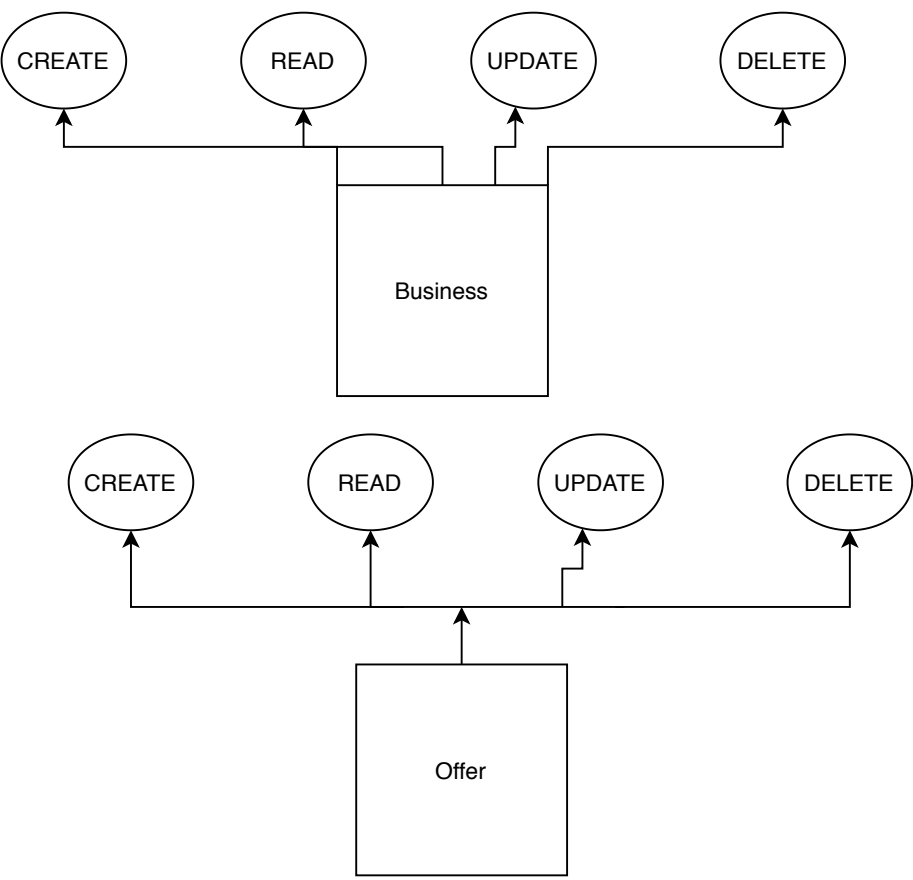 CREATE
READ
UPDATE
DELETE
Business
CREATE
READ
UPDATE
DELETE
Offer